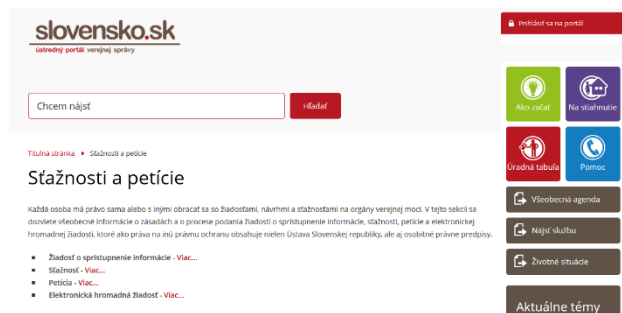 slovensko.sk
ústredný portál verejnej správy
Prihlásiť sa na portál
Chcem nájsť
Hľadať
Ako začať
Na stiahnutie
Úradná tabuľa
Pomoc
Všeobecná agenda
Nájsť službu
Životné situácie
Aktuálne témy
Titulná stránka
Sťažnosti a petície
Sťažnosti a petície
Každá osoba má právo sama alebo s inými obracať sa so žiadosťami, návrhmi a sťažnosťami na orgány verejnej moci. V tejto sekcii sa
dozviete všeobecné informácie o zásadách a o procese podania žiadosti o sprístupnenie informácie, sťažnosti, petície a elektronickej
hromadnej žiadosti, ktoré ako práva na inú právnu ochranu obsahuje nielen Ústava Slovenskej republiky, ale aj osobitné právne predpisy.
Žiadosť o sprístupnenie informácie - Viac...
Sťažnosť - Viac...
Petícia - Viac...
Elektronická hromadná žiadosť - Viac...